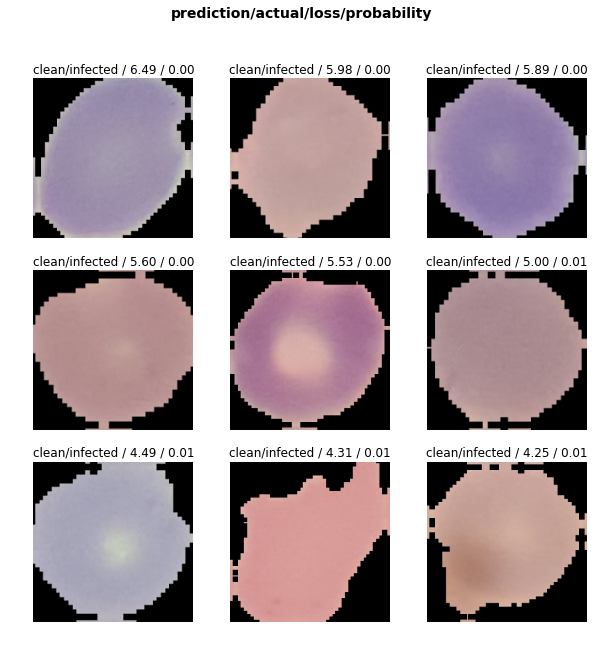 prediction/actual/loss/probability
clean/infected / 6.49 / 0.00
clean/infected / 5.98 / 0.00
clean/infected / 5.89 / 0.00
clean/infected / 5.60 / 0.00
clean/infected / 5.53 / 0.00
clean/infected / 5.00 / 0.01
clean/infected / 4.49 / 0.01
clean/infected / 4.31 / 0.01
clean/infected / 4.25 / 0.01